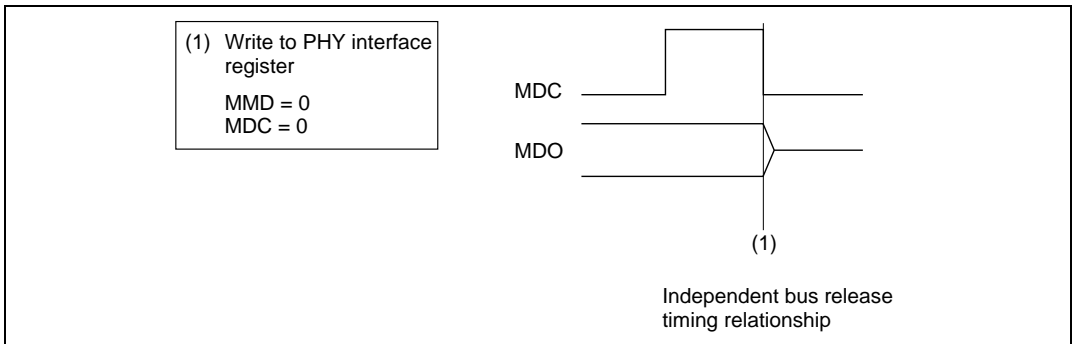 (1) Write to PHY interface
register
MMD = 0
MDC = 0
MDC
MDO
(1)
Independent bus release
timing relationship